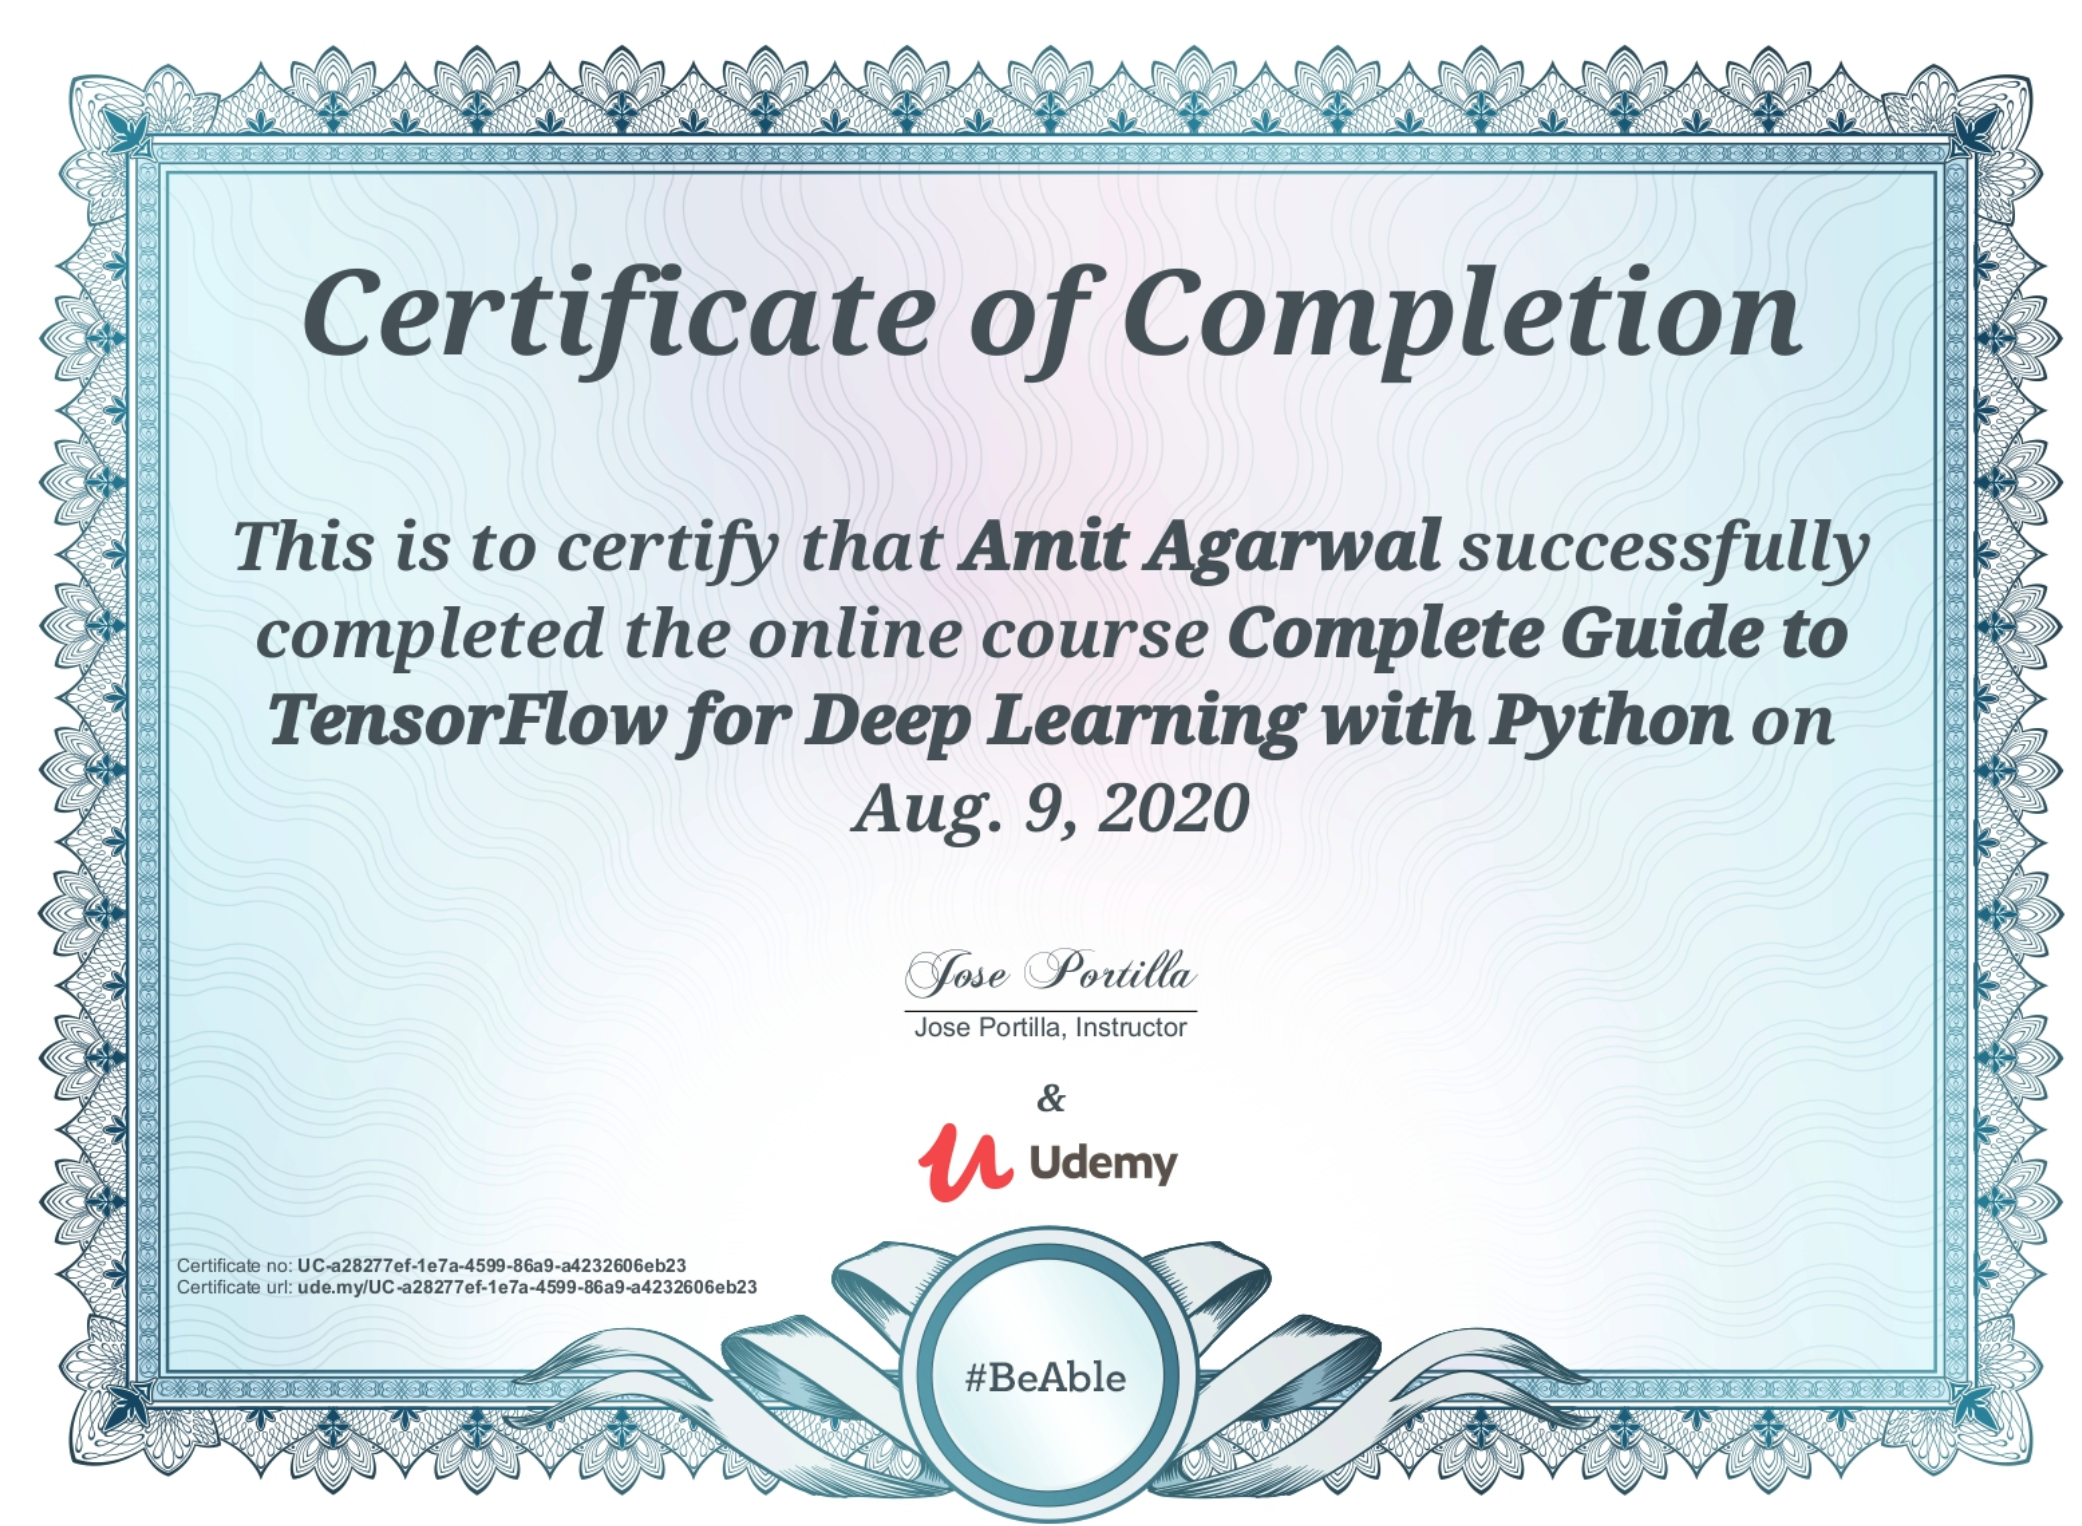 Certificate of Completion
This is to certify that Amit Agarwal successfully
completed the online course Complete Guide to
TensorFlow for Deep Learning with Python on
Aug. 9, 2020
Jose Portilla
Jose Portilla, Instructor
&
Udemy
Certificate no: UC-a28277ef-1e7a-4599-86a9-a4232606eb23
Certificate url: ude.my/UC-a28277ef-1e7a-4599-86a9-a4232606eb23
#BeAble